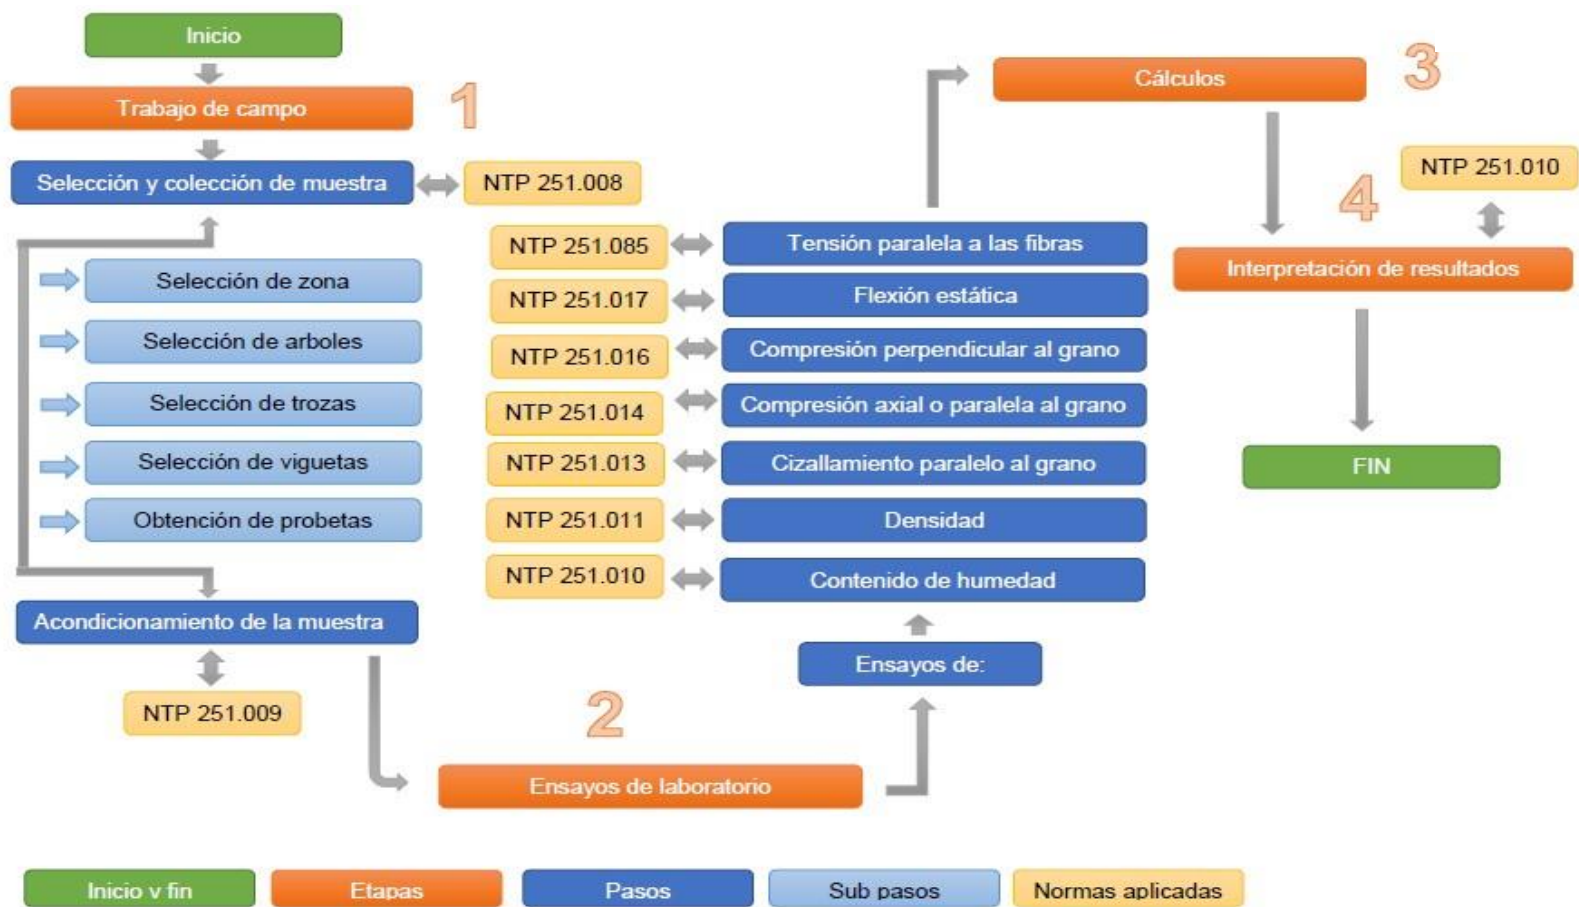 Inicio
Trabajo de campo
1
Selección y colección de muestra
NTP 251.008
Selección de zona
Selección de arboles
Selección de trozas
Selección de viguetas
Obtención de probetas
Acondicionamiento de la muestra
NTP 251.009
2
Ensayos de laboratorio
Ensayos de:
NTP 251.085
Tensión paralela a las fibras
NTP 251.017
Flexión estática
NTP 251.016
Compresión perpendicular al grano
NTP 251.014
Compresión axial o paralela al grano
NTP 251.013
Cizallamiento paralelo al grano
NTP 251.011
Densidad
NTP 251.010
Contenido de humedad
Cálculos
3
NTP 251.010
4
Interpretación de resultados
FIN
Inicio v fin
Etapas
Pasos
Sub pasos
Normas aplicadas